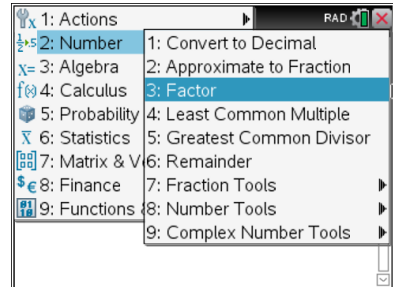 1: Actions
RAD
2: Number
3: Algebra
4: Calculus
5: Probability
6: Statistics
7: Matrix & V
8: Finance
9: Functions &
1: Convert to Decimal
2: Approximate to Fraction
3: Factor
4: Least Common Multiple
5: Greatest Common Divisor
6: Remainder
7: Fraction Tools
8: Number Tools
9: Complex Number Tools